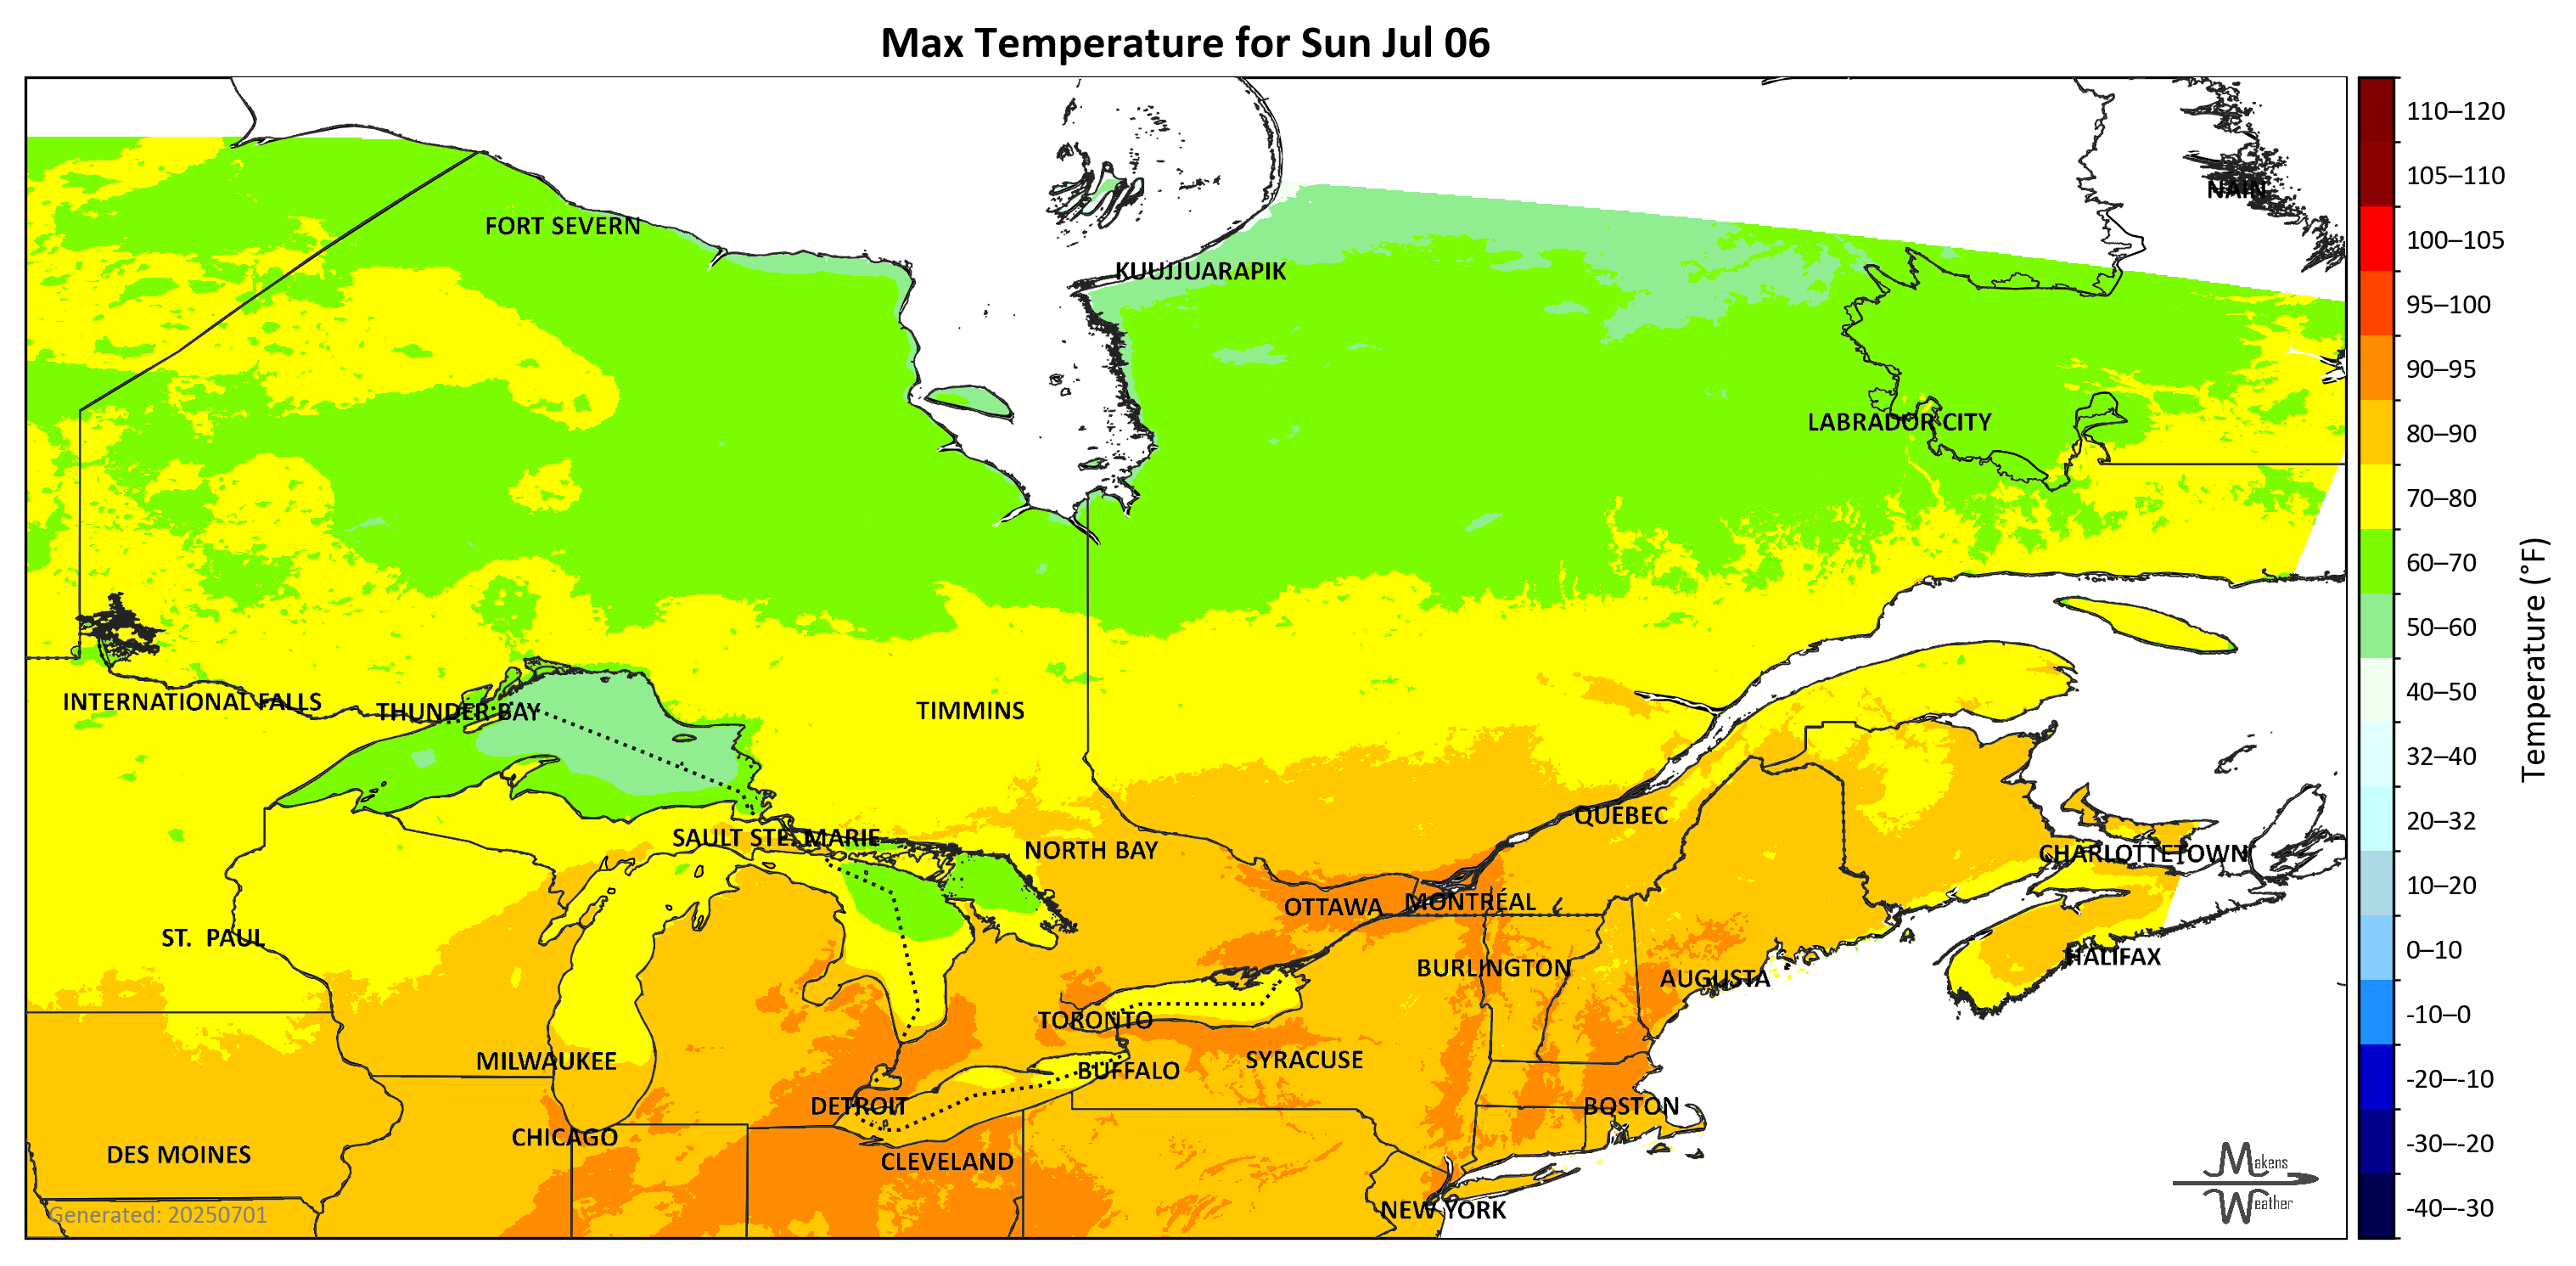 Max Temperature for Sun Jul 06
NAIN
FORT SEVERN
KUUJJUARAPIK
LABRADOR CITY
INTERNATIONAL FALLS
THUNDER BAY
TIMMINS
SAULT STE. MARIE
NORTH BAY
QUÉBEC
CHARLOTTETOWN
OTTAWA
MONTRÉAL
ST. PAUL
BURLINGTON
AUGUSTA
HALIFAX
TORONTO
MILWAUKEE
BUFFALO
SYRACUSE
DETROIT
BOSTON
CHICAGO
DES MOINES
CLEVELAND
NEW YORK
Generated: 20250701
Makens
Weather
110–120
105–110
100–105
95–100
90–95
80–90
70–80
60–70
50–60
40–50
32–40
20–32
10–20
0–10
-10–0
-20–-10
-30–-20
-40–-30
Temperature (°F)